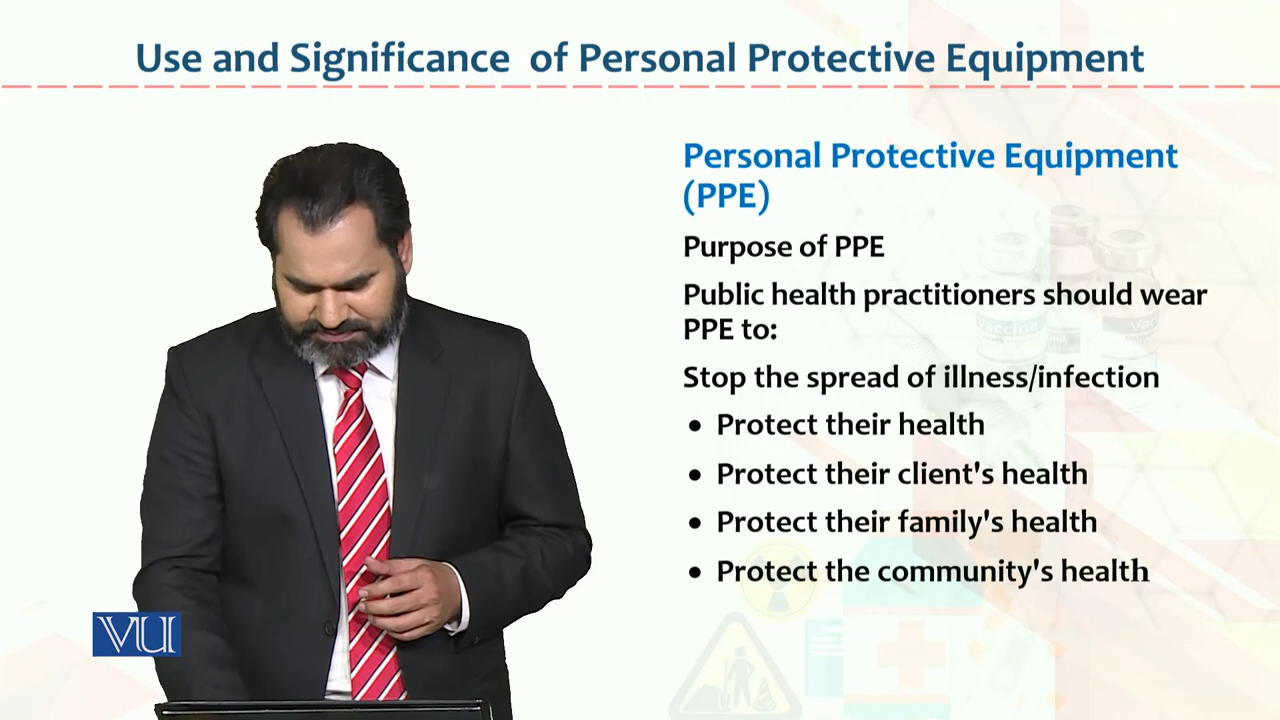 Use and Significance of Personal Protective Equipment
Personal Protective Equipment
(PPE)
Purpose of PPE
Public health practitioners should wear
PPE to:
Stop the spread of illness/infection
• Protect their health
• Protect their client's health
• Protect their family's health
• Protect the community's health
Vaccine
VU